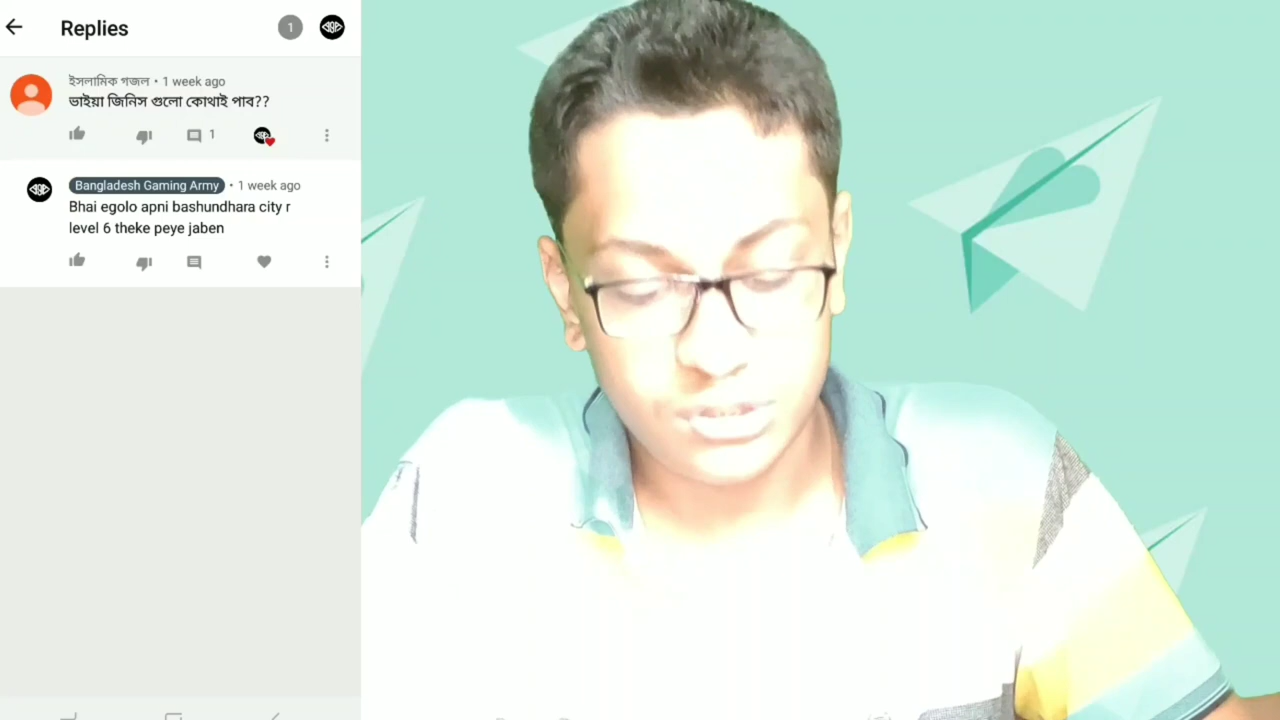 Replies
1
ইসলামিক গজল • 1 week ago
ভাইয়া জিনিস গুলো কোথাই পাব??
1
Bangladesh Gaming Army • 1 week ago
Bhai egolo apni bashundhara city r
level 6 theke peye jaben